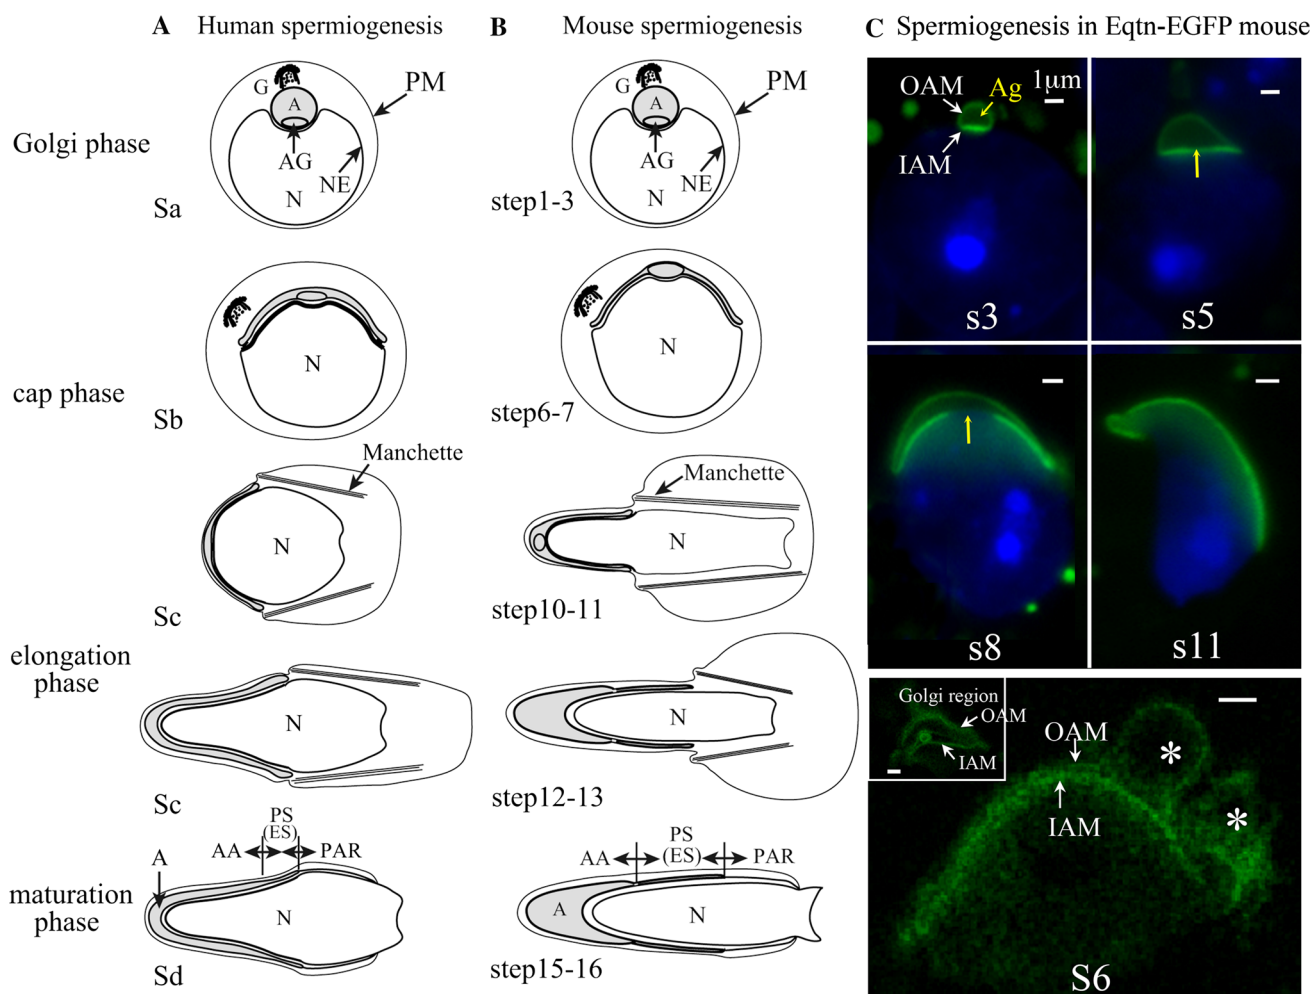 A Human spermiogenesis
B Mouse spermiogenesis
C Spermiogenesis in Eqtn-EGFP mouse
Golgi phase
G
A
PM
AG
NE
N
Sa
G
A
PM
AG
NE
N
step1-3
cap phase
N
Sb
N
step6-7
Manchette
N
Sc
Manchette
N
step10-11
elongation
phase
N
Sc
N
step12-13
maturation
phase
A
AA
PS
(ES)
PAR
N
Sd
AA
PS
(ES)
PAR
A
N
step15-16
OAM
Ag
1μm
IAM
s3
s5
s8
s11
Golgi region
OAM
IAM
OAM
IAM
*
*
S6